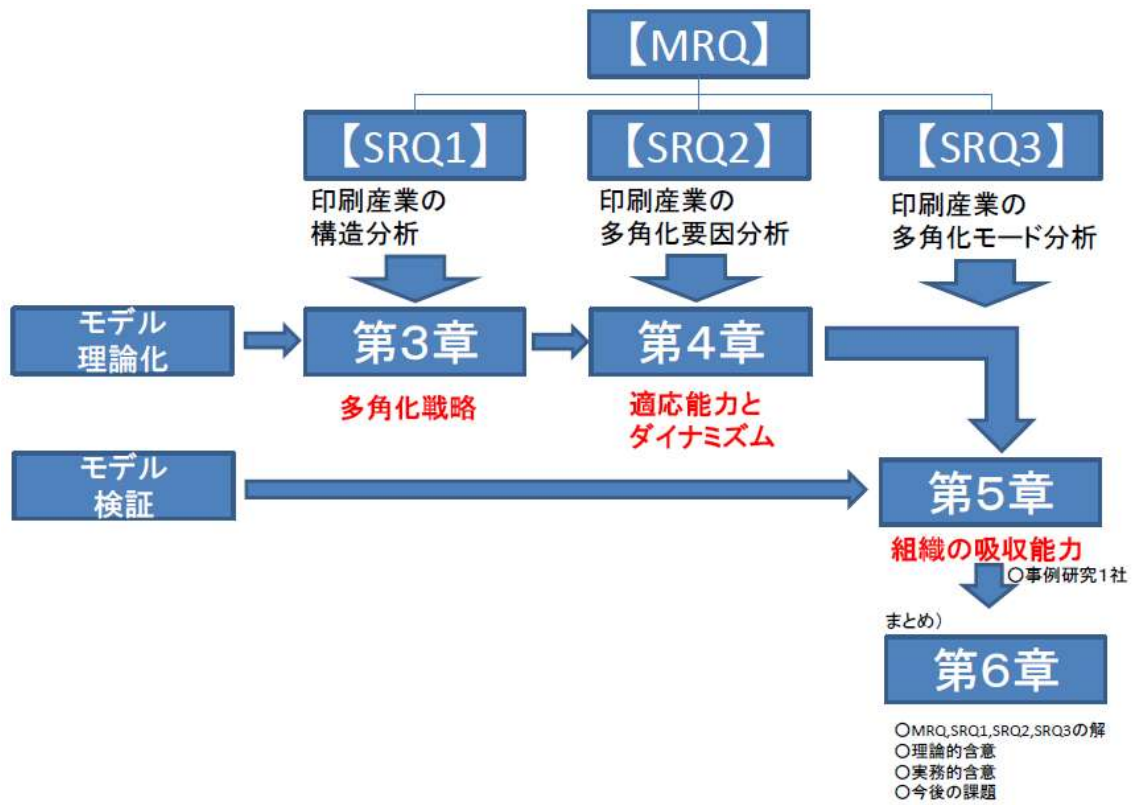 【MRQ】
【SRQ1】
【SRQ2】
【SRQ3】
印刷産業の
構造分析
印刷産業の
多角化要因分析
印刷産業の
多角化モード分析
モデル
理論化
第3章
第4章
多角化戦略
適応能力と
ダイナミズム
モデル
検証
第5章
組織の吸収能力
○事例研究1社
まとめ）
第6章
○MRQ,SRQ1,SRQ2,SRQ3の解
○理論的含意
○実務的含意
○今後の課題